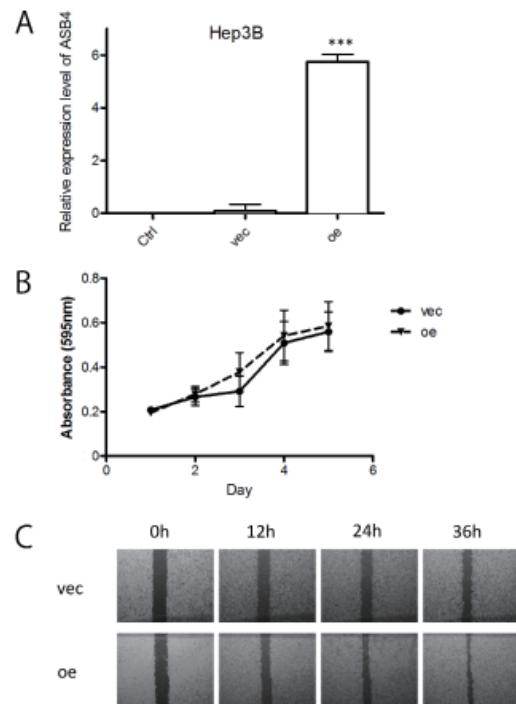 A
Hep3B
Relative expression level of ASB4
6
4
2
0
***
Ctrl
vec
oe
B
Absorbance (595nm)
0.8
0.6
0.4
0.2
0.0
0
2
4
6
Day
vec
oe
C
0h 12h 24h 36h
vec
oe